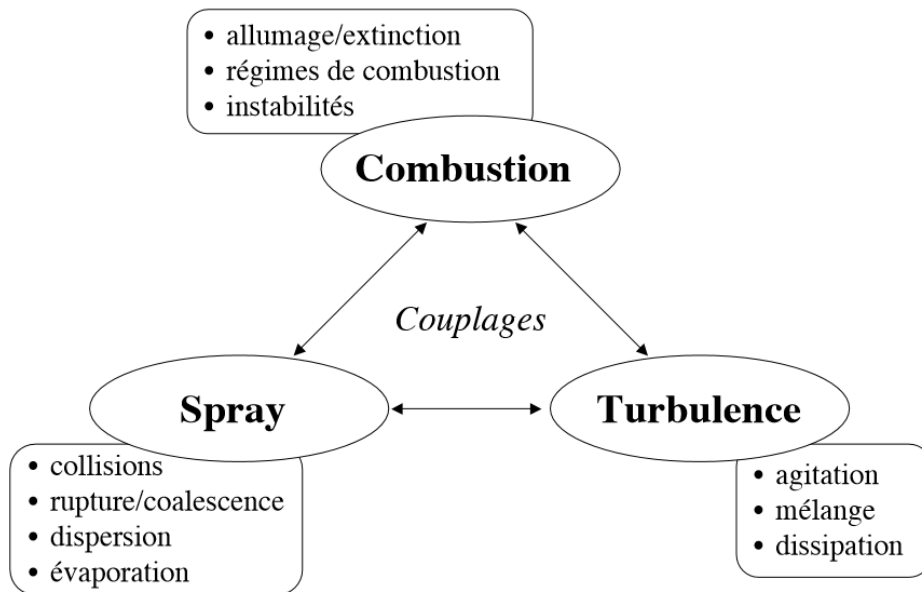 • allumage/extinction
• régimes de combustion
• instabilités
Combustion
Couplages
Spray
Turbulence
• collisions
• rupture/coalescence
• dispersion
• évaporation
• agitation
• mélange
• dissipation